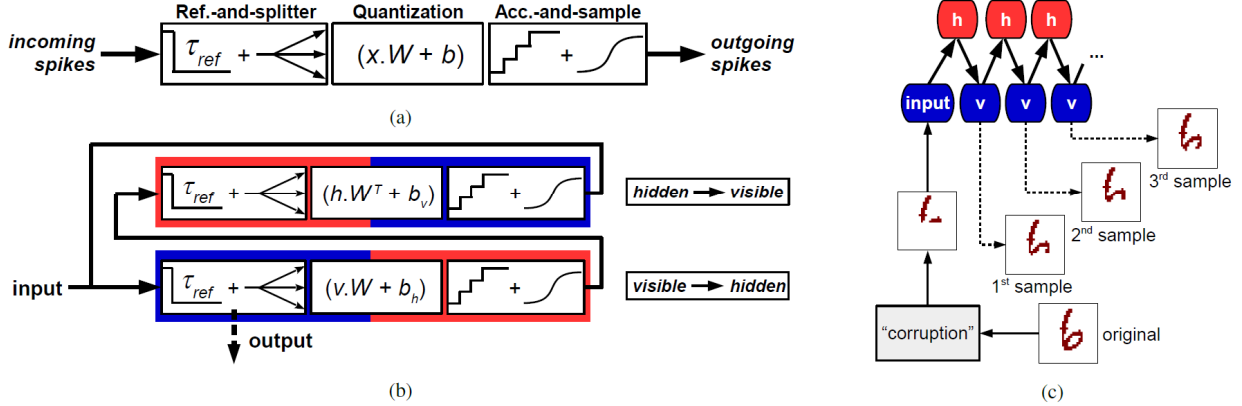 Ref.-and-splitter Quantization Acc.-and-sample
incoming spikes
τref +
(x.W + b)
+
outgoing spikes
(a)
τref +
(h.Wᵀ + bv)
+
hidden → visible
input
τref +
(v.W + bh)
+
visible → hidden
output
(b)
h h h
...
input v v v
3rd sample
2nd sample
1st sample
"corruption"
original
(c)